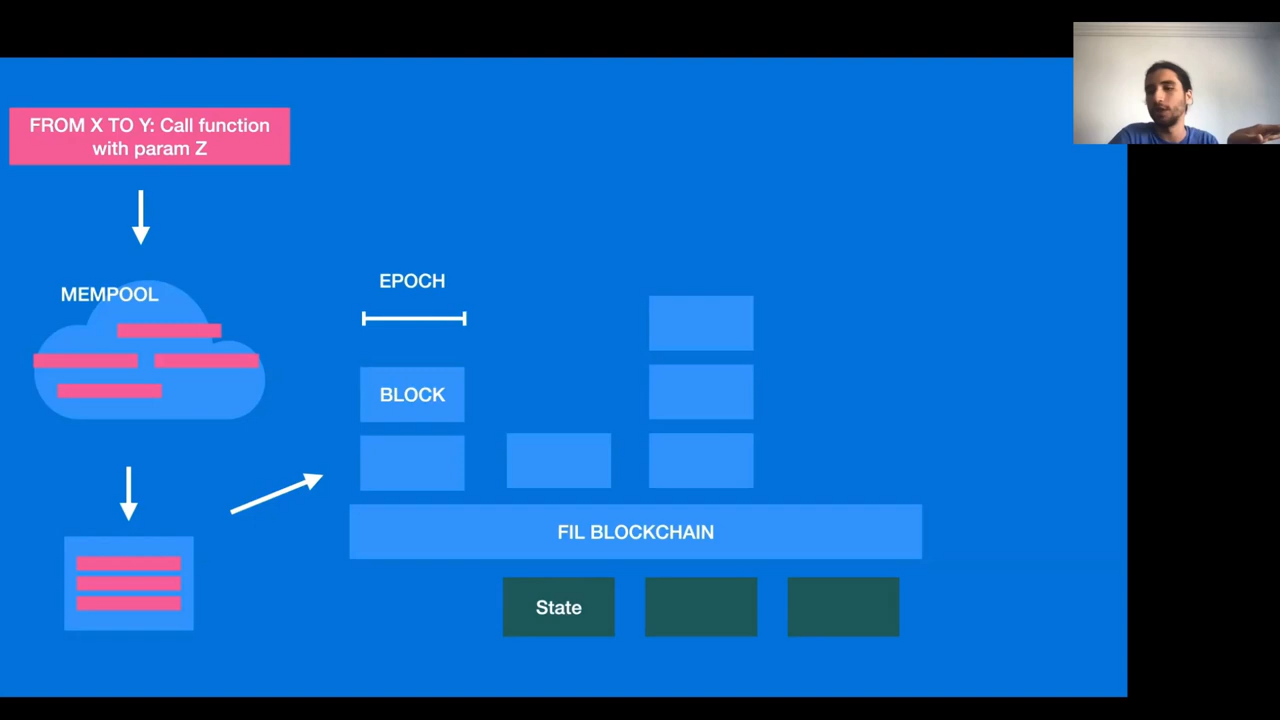 FROM X TO Y: Call function
with param Z
MEMPOOL
EPOCH
BLOCK
FIL BLOCKCHAIN
State